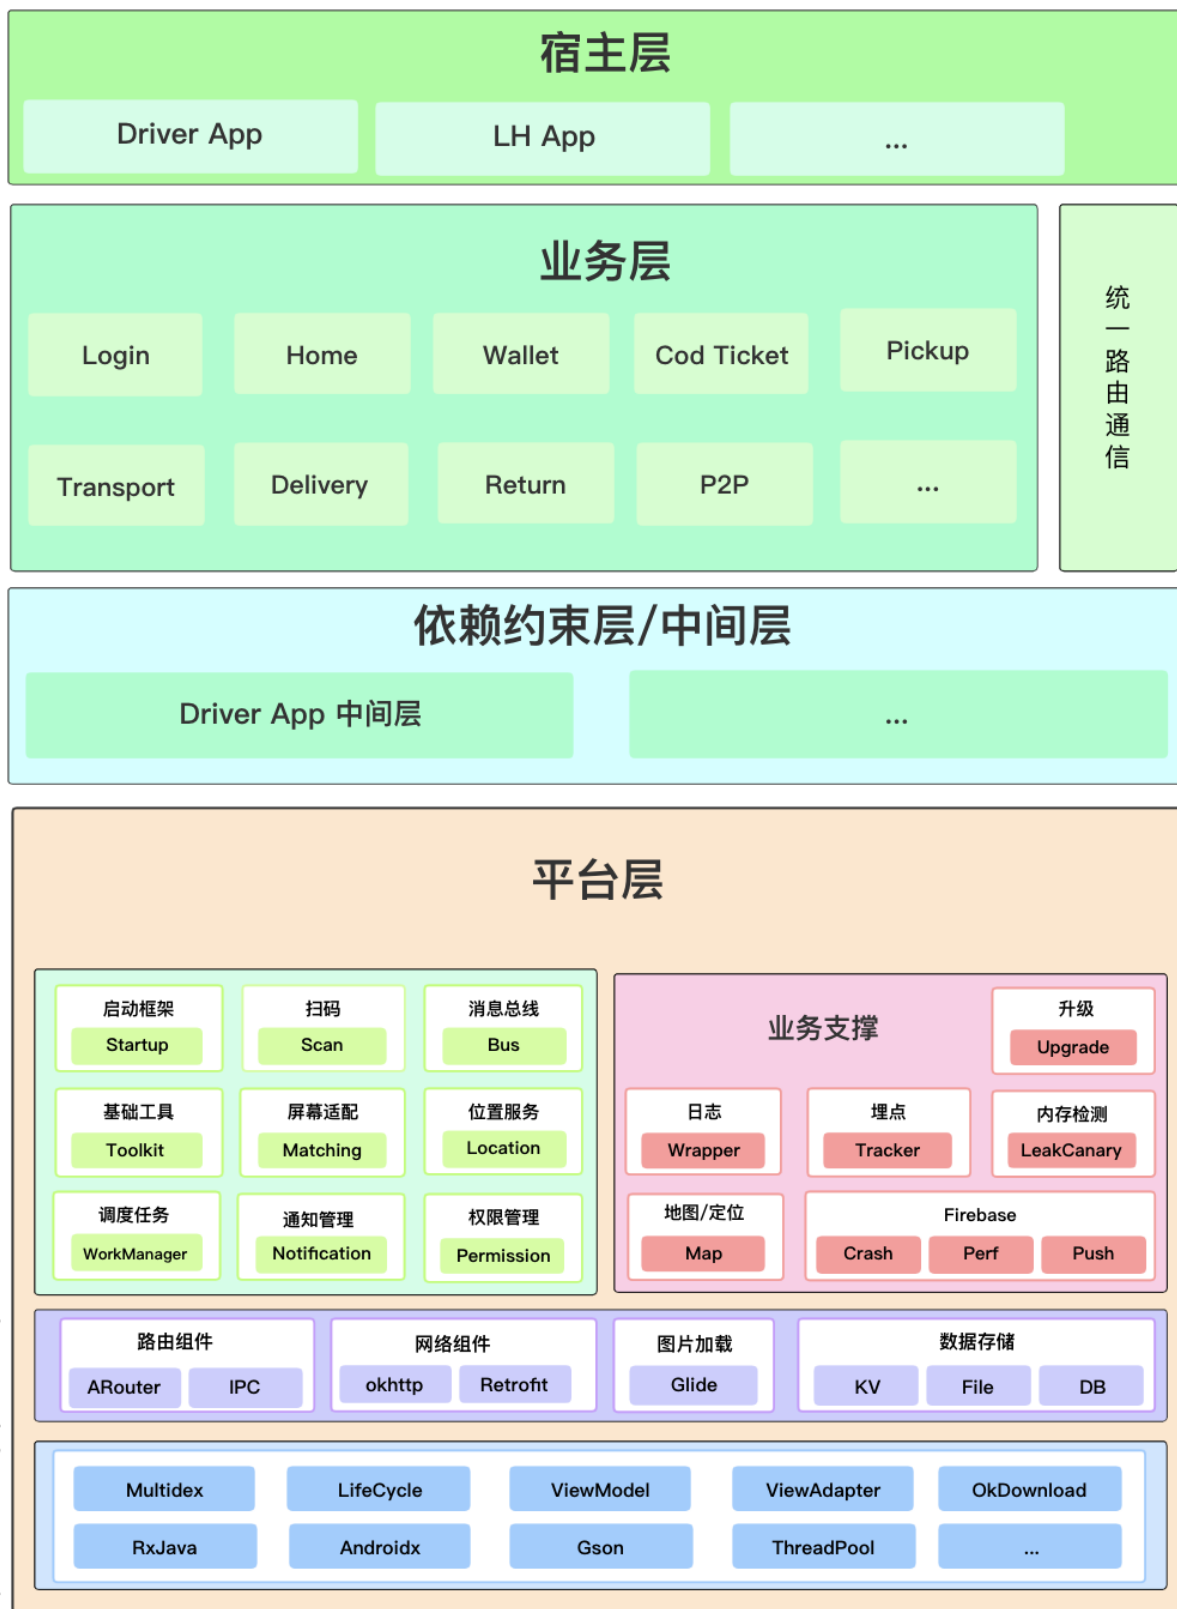 宿主层
Driver App
LH App
...
业务层
Login
Home
Wallet
Cod Ticket
Pickup
Transport
Delivery
Return
P2P
...
统一路由通信
依赖约束层/中间层
Driver App 中间层
...
平台层
启动框架
Startup
扫码
Scan
消息总线
Bus
基础工具
Toolkit
屏幕适配
Matching
位置服务
Location
调度任务
WorkManager
通知管理
Notification
权限管理
Permission
业务支撑
升级
Upgrade
日志
Wrapper
埋点
Tracker
内存检测
LeakCanary
地图/定位
Map
Firebase
Crash
Perf
Push
路由组件
ARouter
IPC
网络组件
okhttp
Retrofit
图片加载
Glide
数据存储
KV
File
DB
Multidex
LifeCycle
ViewModel
ViewAdapter
OkDownload
RxJava
Androidx
Gson
ThreadPool
...